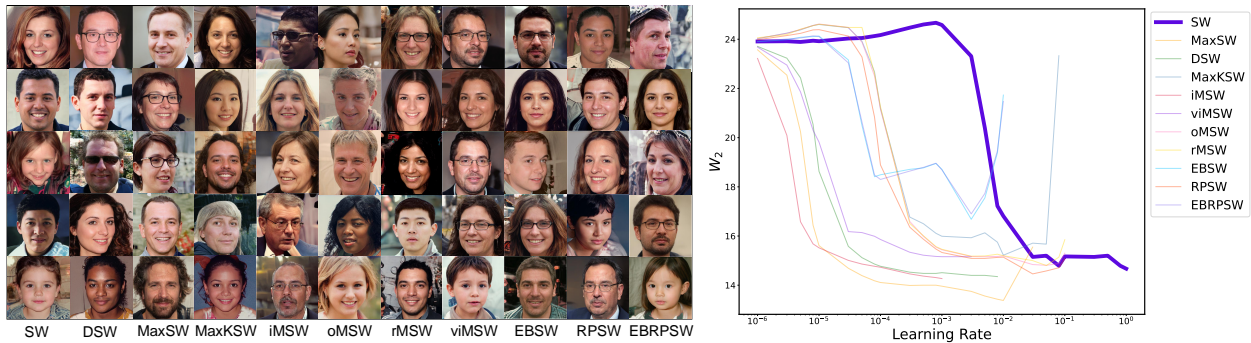 SW DSW MaxSW MaxKSW iMSW oMSW rMSW viMSW EBSW RPSW EBRPSW
W₂
24
22
20
18
16
14
10⁻⁶ 10⁻⁵ 10⁻⁴ 10⁻³ 10⁻² 10⁻¹ 10⁰
Learning Rate
SW
MaxSW
DSW
MaxKSW
iMSW
viMSW
oMSW
rMSW
EBSW
RPSW
EBRPSW